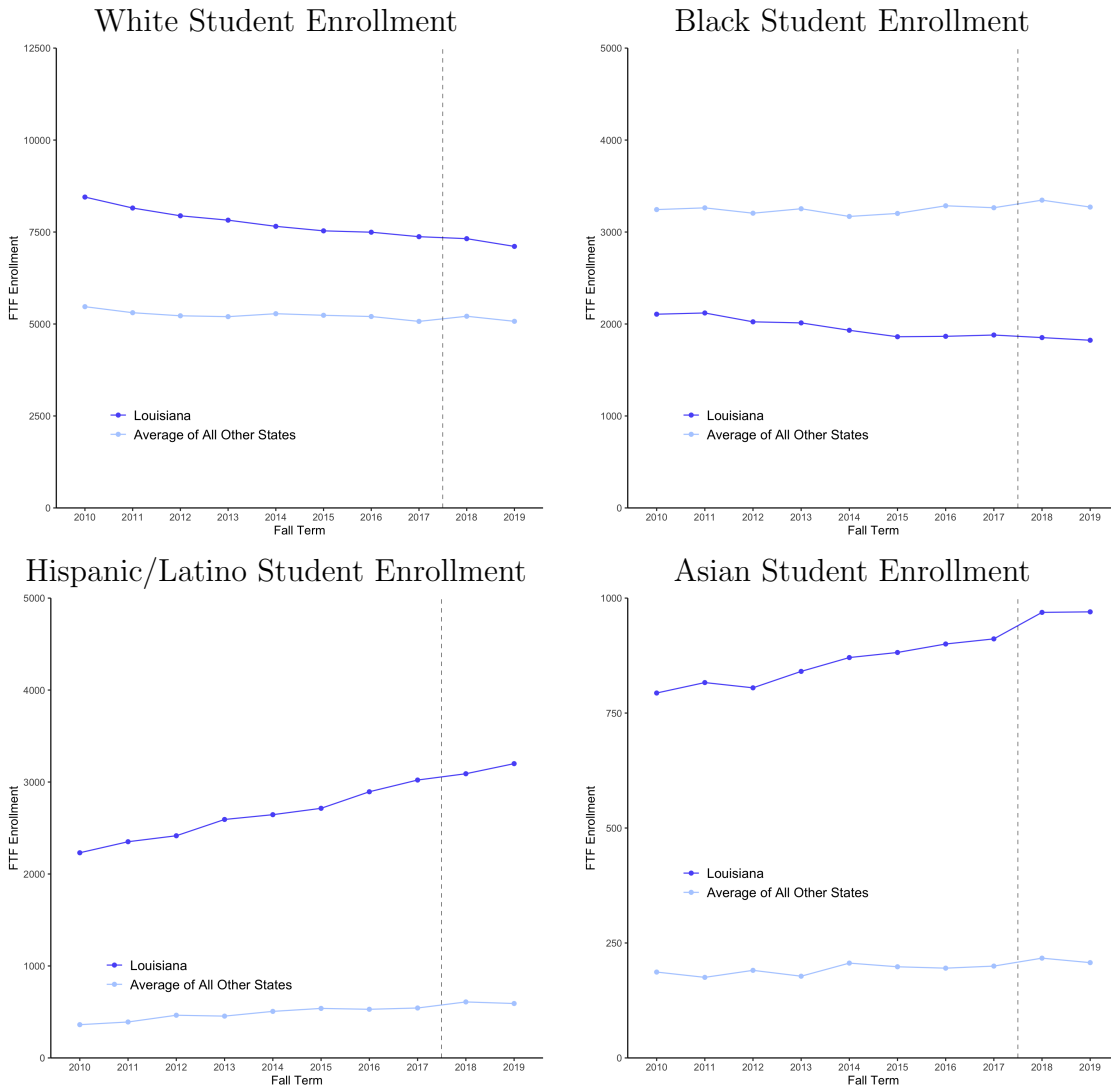 White Student Enrollment
12500
10000
7500
5000
2500
0
FTF Enrollment
Louisiana
Average of All Other States
2010 2011 2012 2013 2014 2015 2016 2017 2018 2019
Fall Term
Black Student Enrollment
5000
4000
3000
2000
1000
0
FTF Enrollment
Louisiana
Average of All Other States
2010 2011 2012 2013 2014 2015 2016 2017 2018 2019
Fall Term
Hispanic/Latino Student Enrollment
5000
4000
3000
2000
1000
0
FTF Enrollment
Louisiana
Average of All Other States
2010 2011 2012 2013 2014 2015 2016 2017 2018 2019
Fall Term
Asian Student Enrollment
1000
750
500
250
0
FTF Enrollment
Louisiana
Average of All Other States
2010 2011 2012 2013 2014 2015 2016 2017 2018 2019
Fall Term